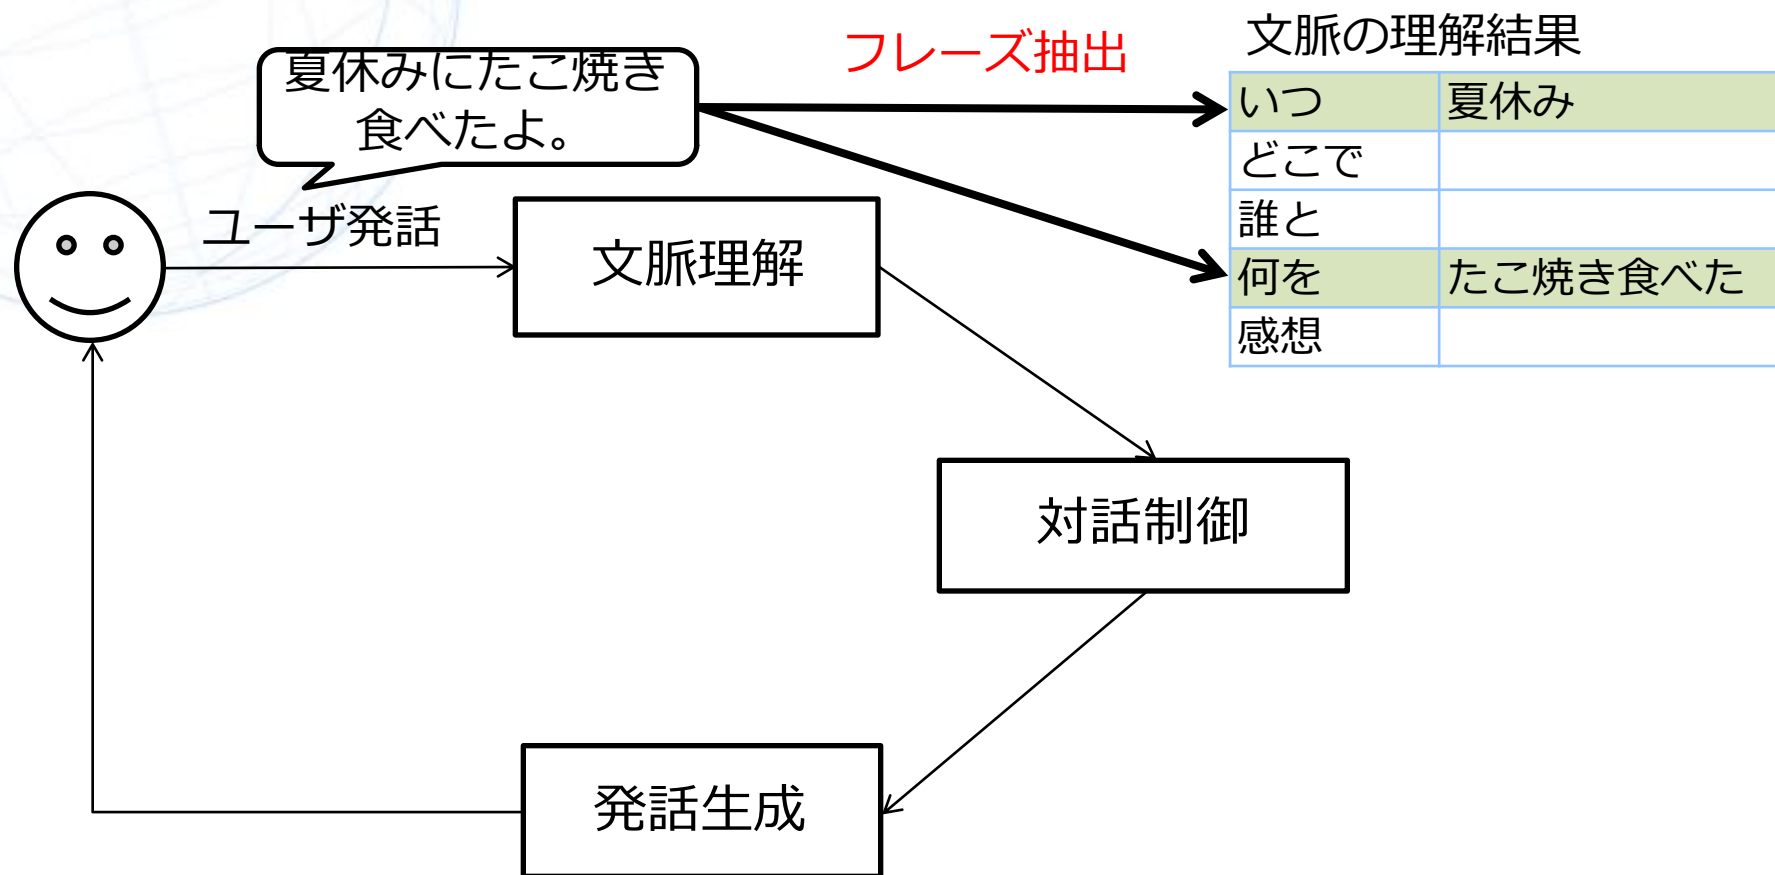 夏休みにたこ焼き
食べたよ。
フレーズ抽出
文脈の理解結果
いつ 夏休み
どこで
誰と
何を たこ焼き食べた
感想
ユーザ発話
文脈理解
対話制御
発話生成